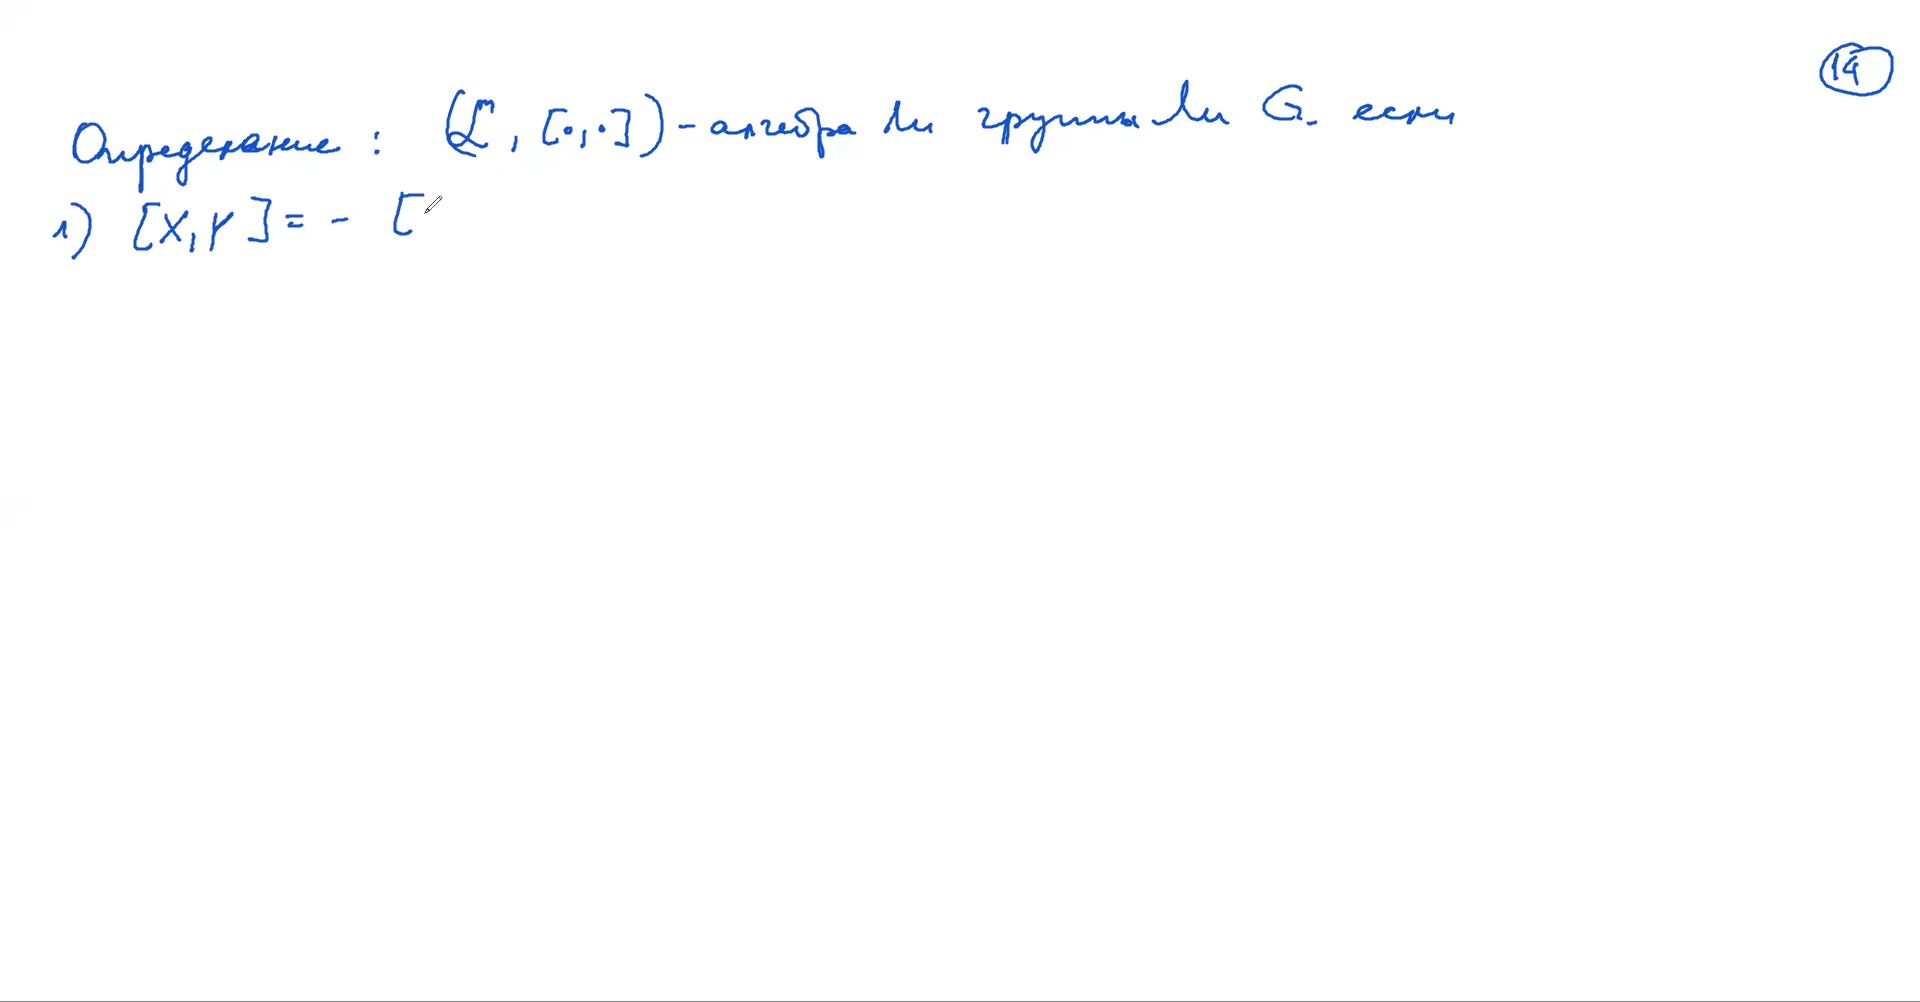 14
Определение : (ℒ, [·,·]) - алгебра Ли группы Ли G. если
1) [X,Y] = - [